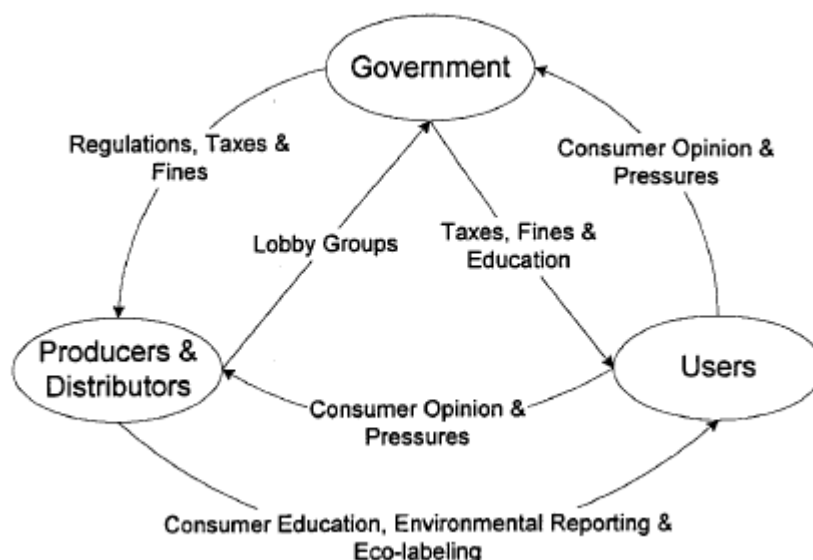 Government
Regulations, Taxes &
Fines
Consumer Opinion &
Pressures
Lobby Groups
Taxes, Fines &
Education
Producers &
Distributors
Users
Consumer Opinion &
Pressures
Consumer Education, Environmental Reporting &
Eco-labeling